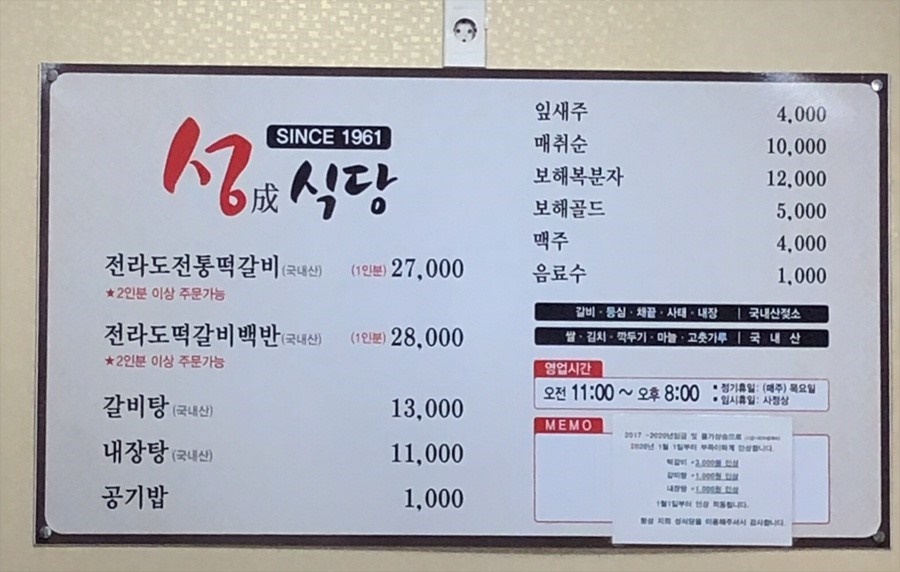 SINCE 1961
성成식당
전라도전통떡갈비(국내산) (1인분) 27,000
★2인분 이상 주문가능
전라도떡갈비백반(국내산) (1인분) 28,000
★2인분 이상 주문가능
갈비탕(국내산) 13,000
내장탕(국내산) 11,000
공기밥 1,000
잎새주 4,000
매취순 10,000
보해복분자 12,000
보해골드 5,000
맥주 4,000
음료수 1,000
갈비·등심·채끝·사태·내장 | 국내산젖소
쌀·김치·깍두기·마늘·고춧가루 | 국 내 산
영업시간
오전 11:00 ~ 오후 8:00
▪정기휴일: (매주) 목요일
▪임시휴일: 사정상
MEMO
2017 ~2020년임금 및 물가상승으로
2020년 1월 1일부터 부득이하게 인상합니다.
떡갈비 +3,000원 인상
갈비탕 +1,000원 인상
내장탕 +1,000원 인상
1월1일부터 인상 적용됩니다.
항상 저희 성식당을 이용해주셔서 감사합니다.